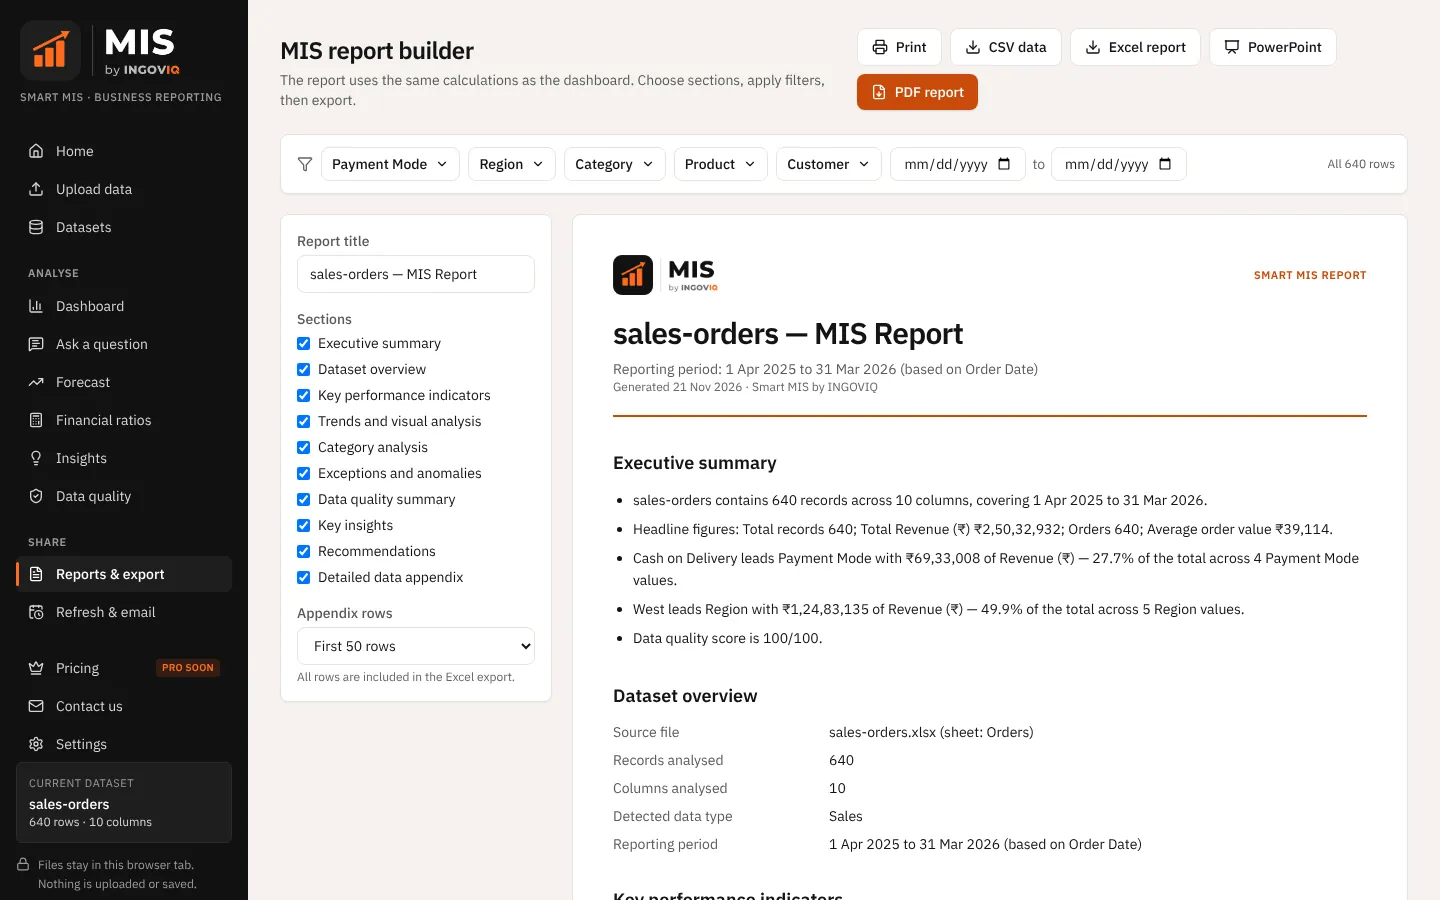 MIS
by INGOVIQ
SMART MIS · BUSINESS REPORTING
Home
Upload data
Datasets
ANALYSE
Dashboard
Ask a question
Forecast
Financial ratios
Insights
Data quality
SHARE
Reports & export
Refresh & email
Pricing
PRO SOON
Contact us
Settings
CURRENT DATASET
sales-orders
640 rows · 10 columns
Files stay in this browser tab.
Nothing is uploaded or saved.
MIS report builder
The report uses the same calculations as the dashboard. Choose sections, apply filters,
then export.
Print
CSV data
Excel report
PowerPoint
PDF report
Payment Mode
Region
Category
Product
Customer
mm/dd/yyyy
to
mm/dd/yyyy
All 640 rows
Report title
sales-orders — MIS Report
Sections
Executive summary
Dataset overview
Key performance indicators
Trends and visual analysis
Category analysis
Exceptions and anomalies
Data quality summary
Key insights
Recommendations
Detailed data appendix
Appendix rows
First 50 rows
All rows are included in the Excel export.
MIS
by INGOVIQ
SMART MIS REPORT
sales-orders — MIS Report
Reporting period: 1 Apr 2025 to 31 Mar 2026 (based on Order Date)
Generated 21 Nov 2026 · Smart MIS by INGOVIQ
Executive summary
• sales-orders contains 640 records across 10 columns, covering 1 Apr 2025 to 31 Mar 2026.
• Headline figures: Total records 640; Total Revenue (₹) ₹2,50,32,932; Orders 640; Average order value ₹39,114.
• Cash on Delivery leads Payment Mode with ₹69,33,008 of Revenue (₹) — 27.7% of the total across 4 Payment Mode
values.
• West leads Region with ₹1,24,83,135 of Revenue (₹) — 49.9% of the total across 5 Region values.
• Data quality score is 100/100.
Dataset overview
Source file sales-orders.xlsx (sheet: Orders)
Records analysed 640
Columns analysed 10
Detected data type Sales
Reporting period 1 Apr 2025 to 31 Mar 2026 (based on Order Date)
Key performance indicators